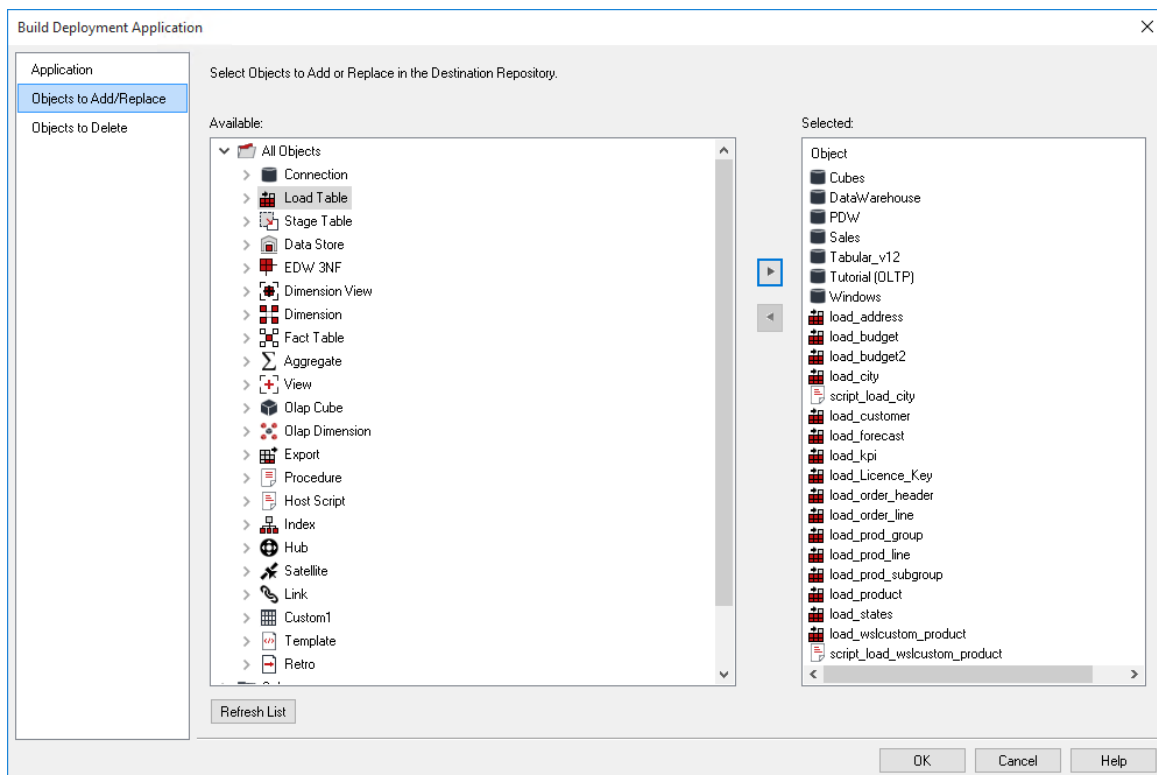 Build Deployment Application
Application
Objects to Add/Replace
Objects to Delete
Select Objects to Add or Replace in the Destination Repository.
Available:
All Objects
Connection
Load Table
Stage Table
Data Store
EDW 3NF
Dimension View
Dimension
Fact Table
Aggregate
View
Olap Cube
Olap Dimension
Export
Procedure
Host Script
Index
Hub
Satellite
Link
Custom1
Template
Retro
Refresh List
Selected:
Object
Cubes
DataWarehouse
PDW
Sales
Tabular_v12
Tutorial (OLTP)
Windows
load_address
load_budget
load_budget2
load_city
script_load_city
load_customer
load_forecast
load_kpi
load_Licence_Key
load_order_header
load_order_line
load_prod_group
load_prod_line
load_prod_subgroup
load_product
load_states
load_wslcustom_product
script_load_wslcustom_product
OK
Cancel
Help